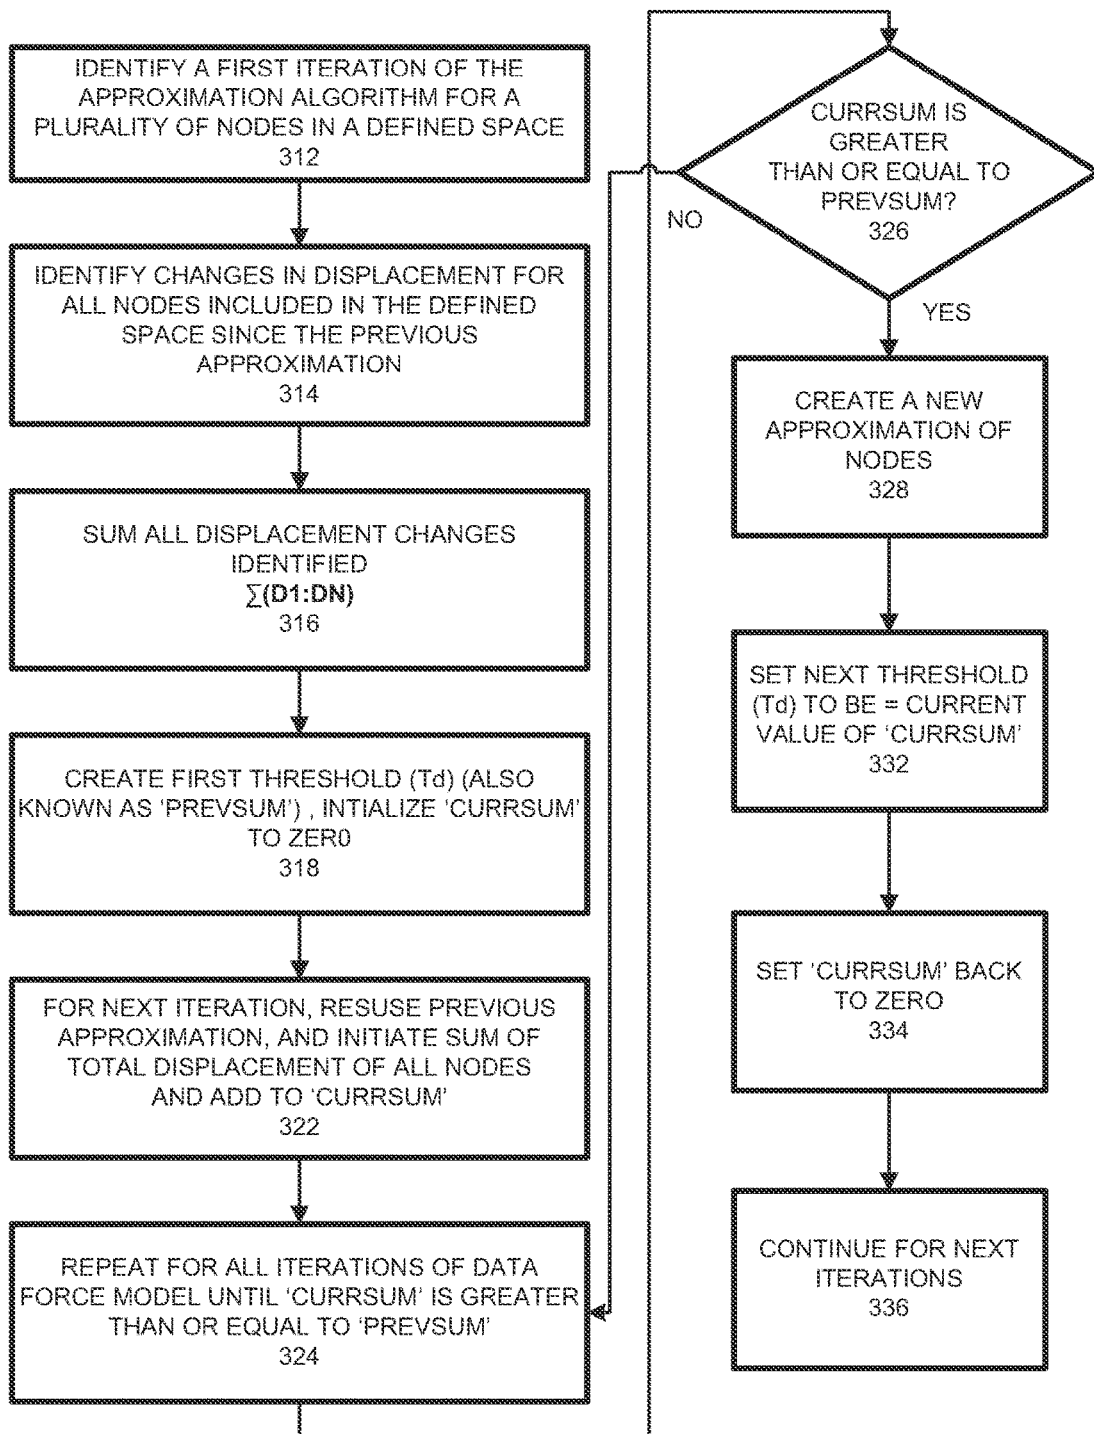 IDENTIFY A FIRST ITERATION OF THE
APPROXIMATION ALGORITHM FOR A
PLURALITY OF NODES IN A DEFINED SPACE
312
IDENTIFY CHANGES IN DISPLACEMENT FOR
ALL NODES INCLUDED IN THE DEFINED
SPACE SINCE THE PREVIOUS
APPROXIMATION
314
SUM ALL DISPLACEMENT CHANGES
IDENTIFIED
∑(D1:DN)
316
CREATE FIRST THRESHOLD (Td) (ALSO
KNOWN AS 'PREVSUM') , INTIALIZE 'CURRSUM'
TO ZER0
318
FOR NEXT ITERATION, RESUSE PREVIOUS
APPROXIMATION, AND INITIATE SUM OF
TOTAL DISPLACEMENT OF ALL NODES
AND ADD TO 'CURRSUM'
322
REPEAT FOR ALL ITERATIONS OF DATA
FORCE MODEL UNTIL 'CURRSUM' IS GREATER
THAN OR EQUAL TO 'PREVSUM'
324
CURRSUM IS
GREATER
THAN OR EQUAL TO
PREVSUM?
326
NO
YES
CREATE A NEW
APPROXIMATION OF
NODES
328
SET NEXT THRESHOLD
(Td) TO BE = CURRENT
VALUE OF 'CURRSUM'
332
SET 'CURRSUM' BACK
TO ZERO
334
CONTINUE FOR NEXT
ITERATIONS
336